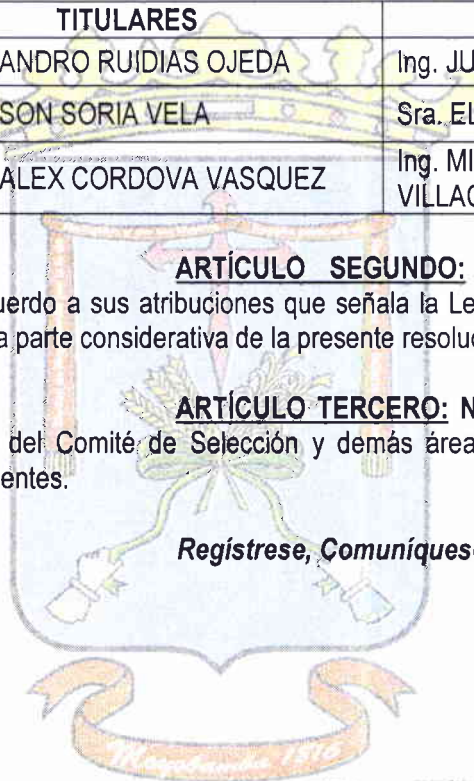 TITULARES
ANDRO RUIDIAS OJEDA Ing. JU
SON SORIA VELA Sra. EL
ALEX CORDOVA VASQUEZ Ing. MI
VILLAC
ARTÍCULO SEGUNDO:
uerdo a sus atribuciones que señala la Le
a parte considerativa de la presente resoluc
ARTÍCULO TERCERO: N
del Comité de Selección y demás área
entes.
Regístrese, Comuníquese
Moyobamba 1576